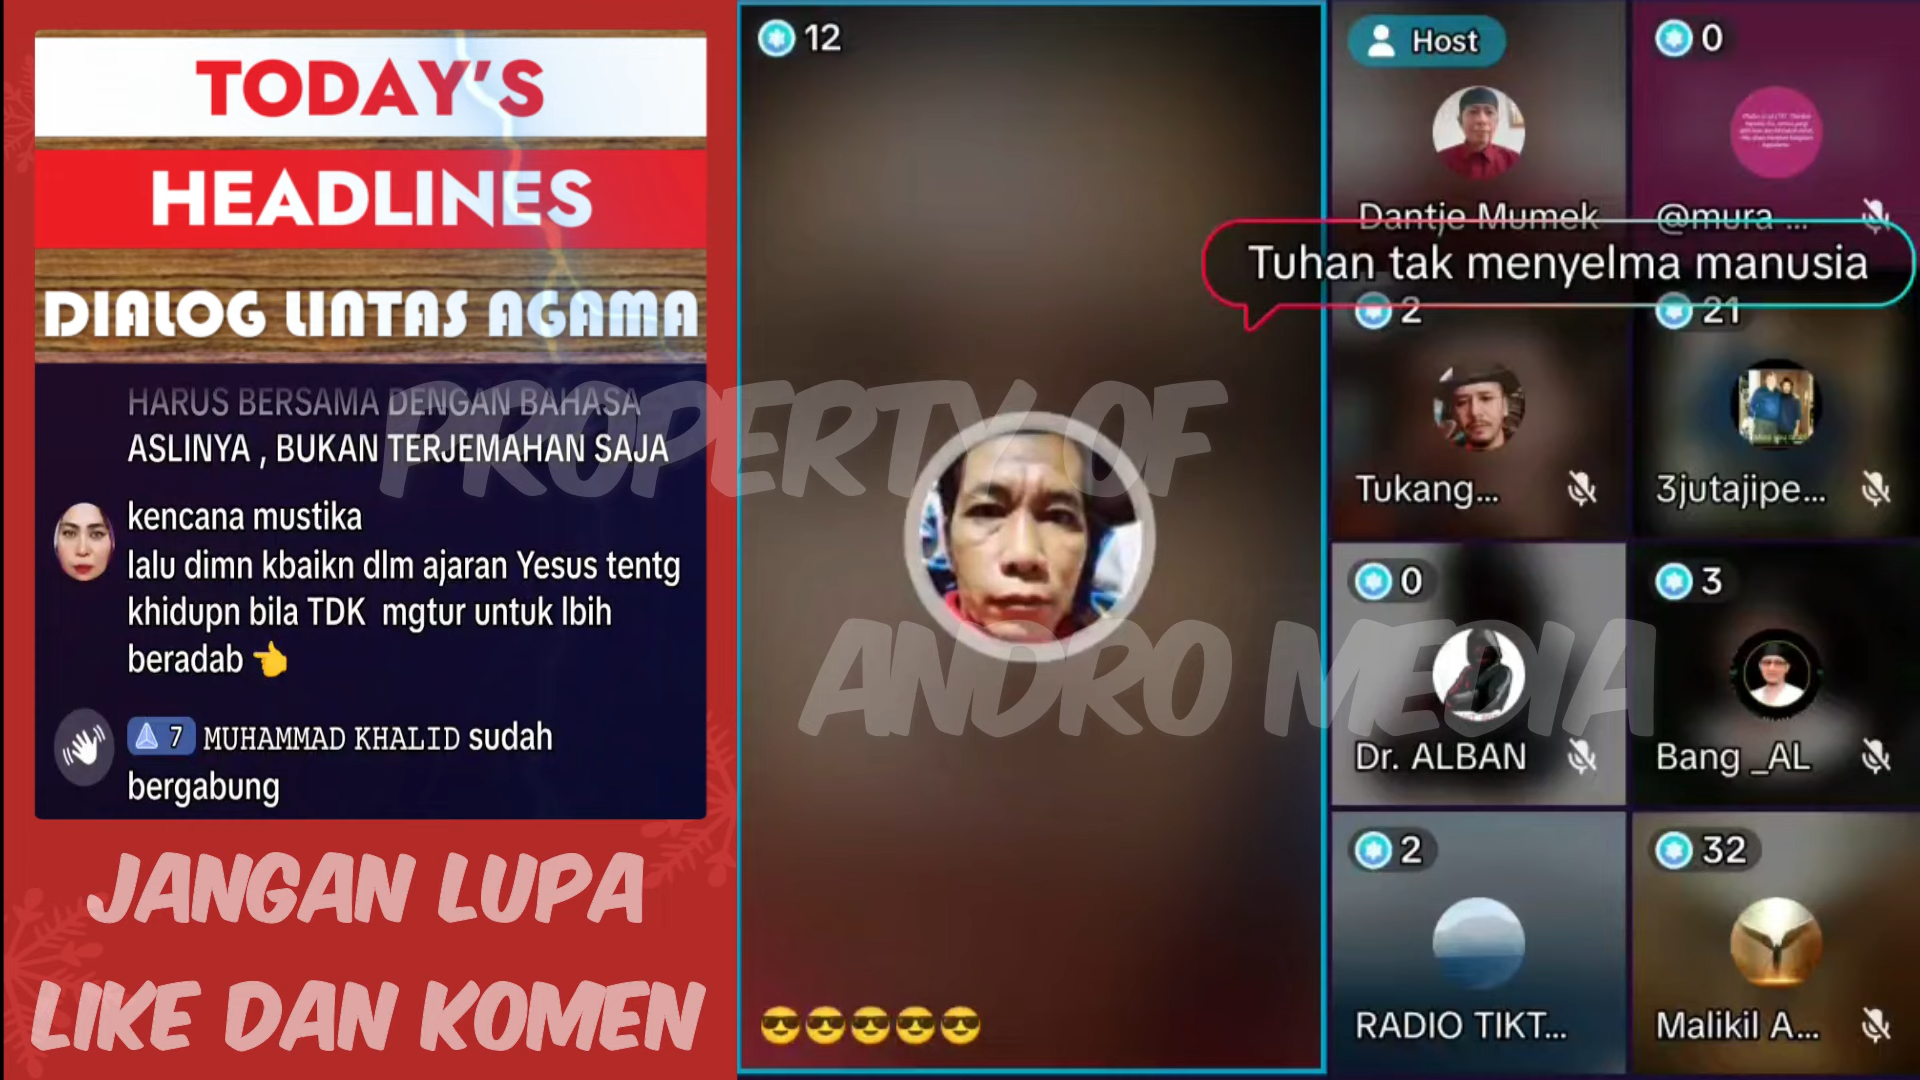 TODAY'S
HEADLINES
DIALOG LINTAS AGAMA
HARUS BERSAMA DENGAN BAHASA
ASLINYA , BUKAN TERJEMAHAN SAJA
kencana mustika
lalu dimn kbaikn dlm ajaran Yesus tentg
khidupn bila TDK mgtur untuk lbih
beradab 👈
7 MUHAMMAD KHALID sudah
bergabung
JANGAN LUPA
LIKE DAN KOMEN
12
😎😎😎😎😎
PROPERTY OF
ANDRO MEDIA
Host
Dantje Mumek
0
@mura ...
Tuhan tak menyelma manusia
2
Tukang...
21
3jutajipe...
0
Dr. ALBAN
3
Bang _AL
2
RADIO TIKT...
32
Malikil A...